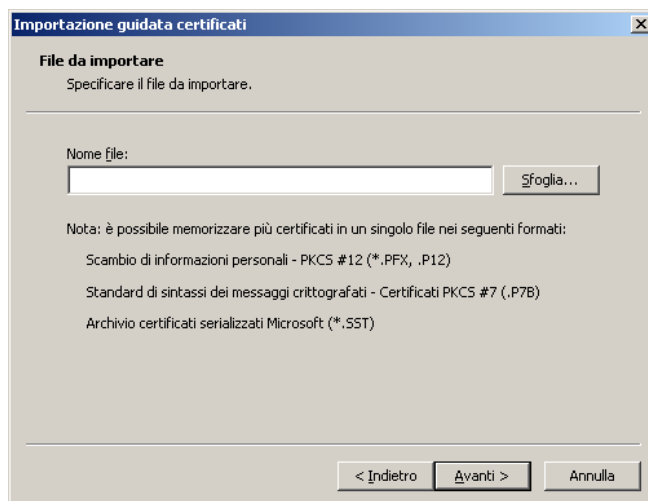 Importazione guidata certificati
File da importare
Specificare il file da importare.
Nome file:
Sfoglia...
Nota: è possibile memorizzare più certificati in un singolo file nei seguenti formati:
Scambio di informazioni personali - PKCS #12 (*.PFX, .P12)
Standard di sintassi dei messaggi crittografati - Certificati PKCS #7 (.P7B)
Archivio certificati serializzati Microsoft (*.SST)
< Indietro Avanti > Annulla